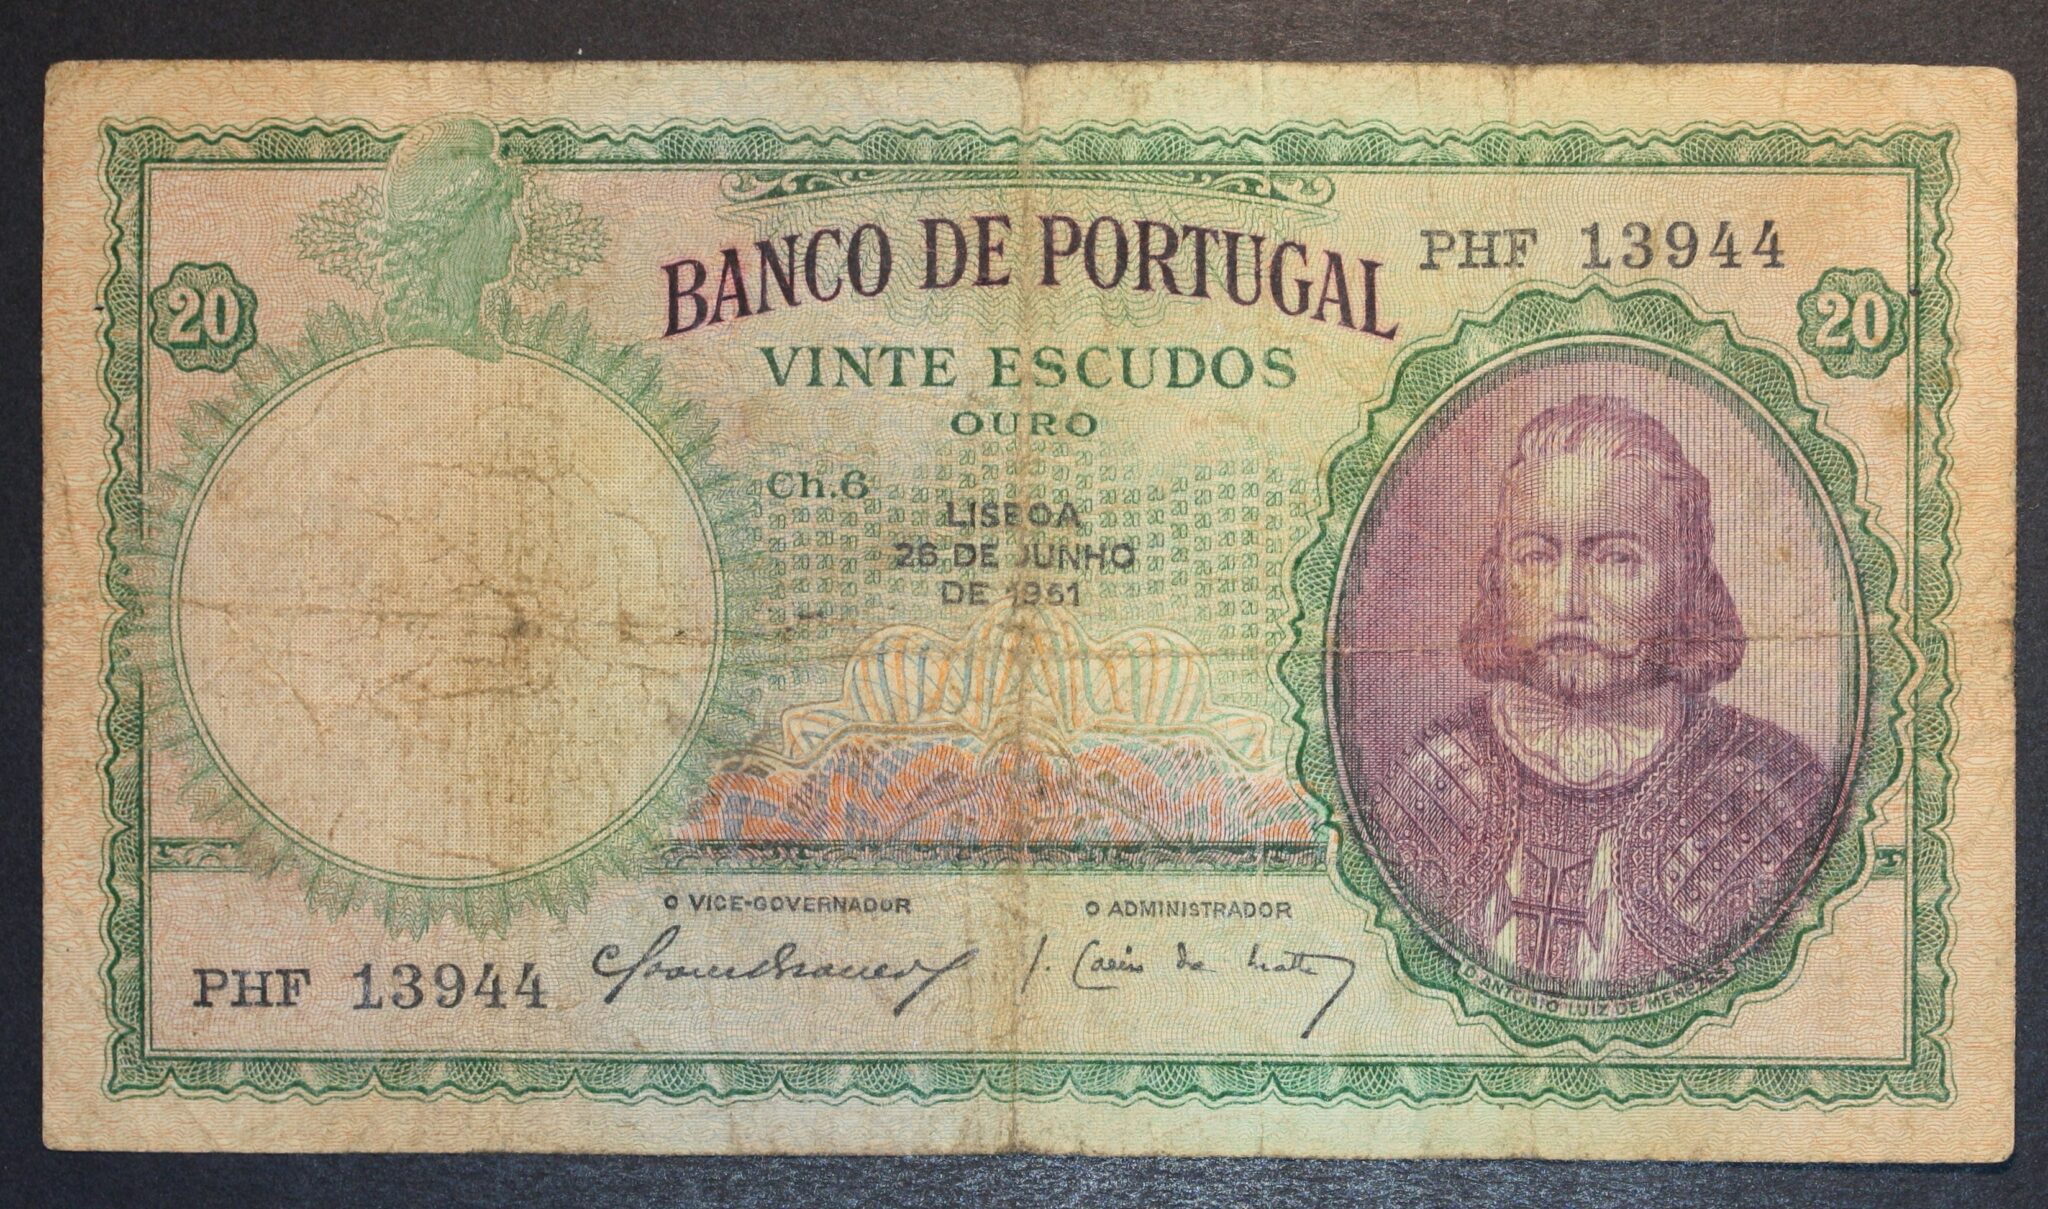 BANCO DE PORTUGAL
PHF 13944
20
20
VINTE ESCUDOS
OURO
Ch.6
LISBOA
26 DE JUNHO
DE 1951
O VICE-GOVERNADOR
O ADMINISTRADOR
PHF 13944
D. ANTÓNIO LUIZ DE MENEZES